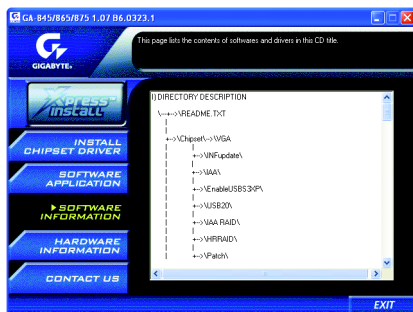 GA-845/865/875 1.07 B6.0323.1
GIGABYTE
This page lists the contents of softwares and drivers in this CD title.
Xpress™
install
INSTALL
CHIPSET DRIVER
SOFTWARE
APPLICATION
SOFTWARE
INFORMATION
HARDWARE
INFORMATION
CONTACT US
I) DIRECTORY DESCRIPTION
\--+-->\README.TXT
|
+-->\Chipset\-->\VGA
| |
| +-->\INFupdate\
| |
| +-->\IAA\
| |
| +-->\EnableUSBS3XP\
| |
| +-->\USB20\
| |
| +-->\IAA RAID\
| |
| +-->\HRRAID\
| |
| +-->\Patch\
EXIT